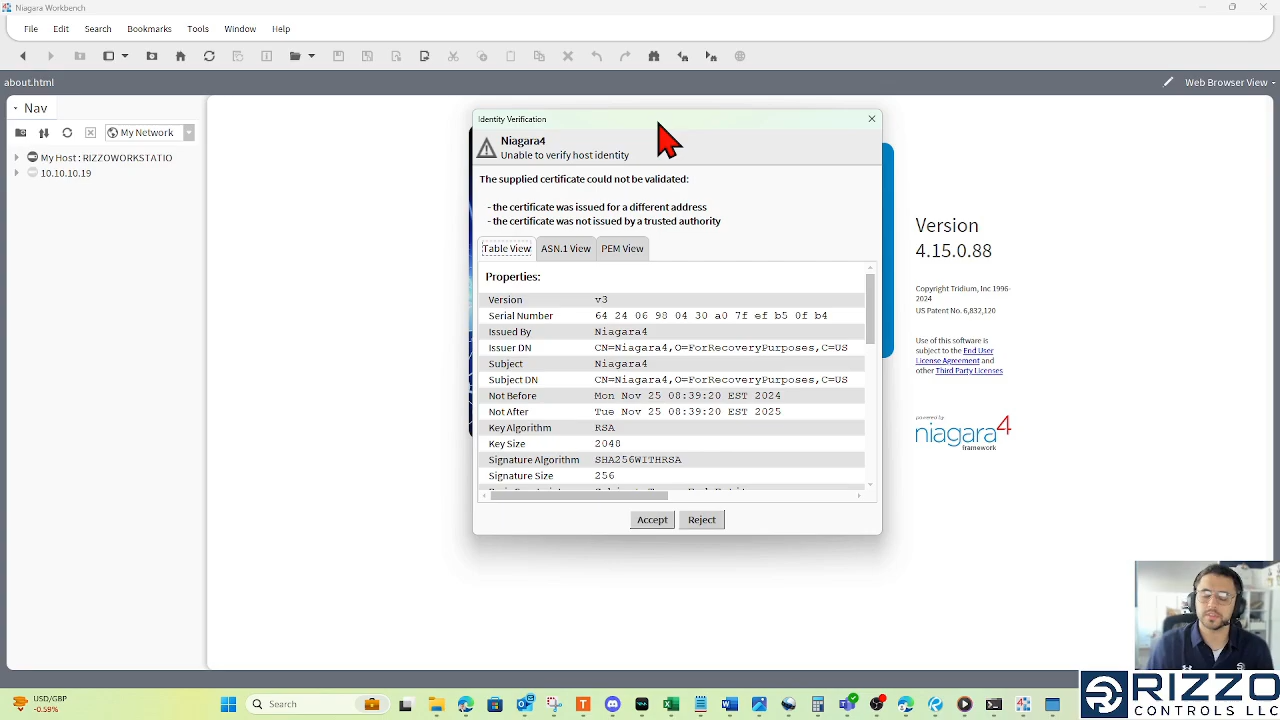 Niagara Workbench
File Edit Search Bookmarks Tools Window Help
about.html
Web Browser View
Nav
My Network
My Host : RIZZOWORKSTATIO
10.10.10.19
Identity Verification
Niagara4
Unable to verify host identity
The supplied certificate could not be validated:
- the certificate was issued for a different address
- the certificate was not issued by a trusted authority
Table View ASN.1 View PEM View
Properties:
Version v3
Serial Number 64 24 06 98 04 30 a0 7f ef b5 0f b4
Issued By Niagara4
Issuer DN CN=Niagara4,O=ForRecoveryPurposes,C=US
Subject Niagara4
Subject DN CN=Niagara4,O=ForRecoveryPurposes,C=US
Not Before Mon Nov 25 08:39:20 EST 2024
Not After Tue Nov 25 08:39:20 EST 2025
Key Algorithm RSA
Key Size 2048
Signature Algorithm SHA256WITHRSA
Signature Size 256
Accept Reject
Version
4.15.0.88
Copyright Tridium, Inc 1996-
2024
US Patent No. 6,832,120
Use of this software is
subject to the End User
License Agreement and
other Third Party Licenses
powered by
niagara4
framework
USD/GBP
-0.59%
Search
RIZZO
CONTROLS LLC